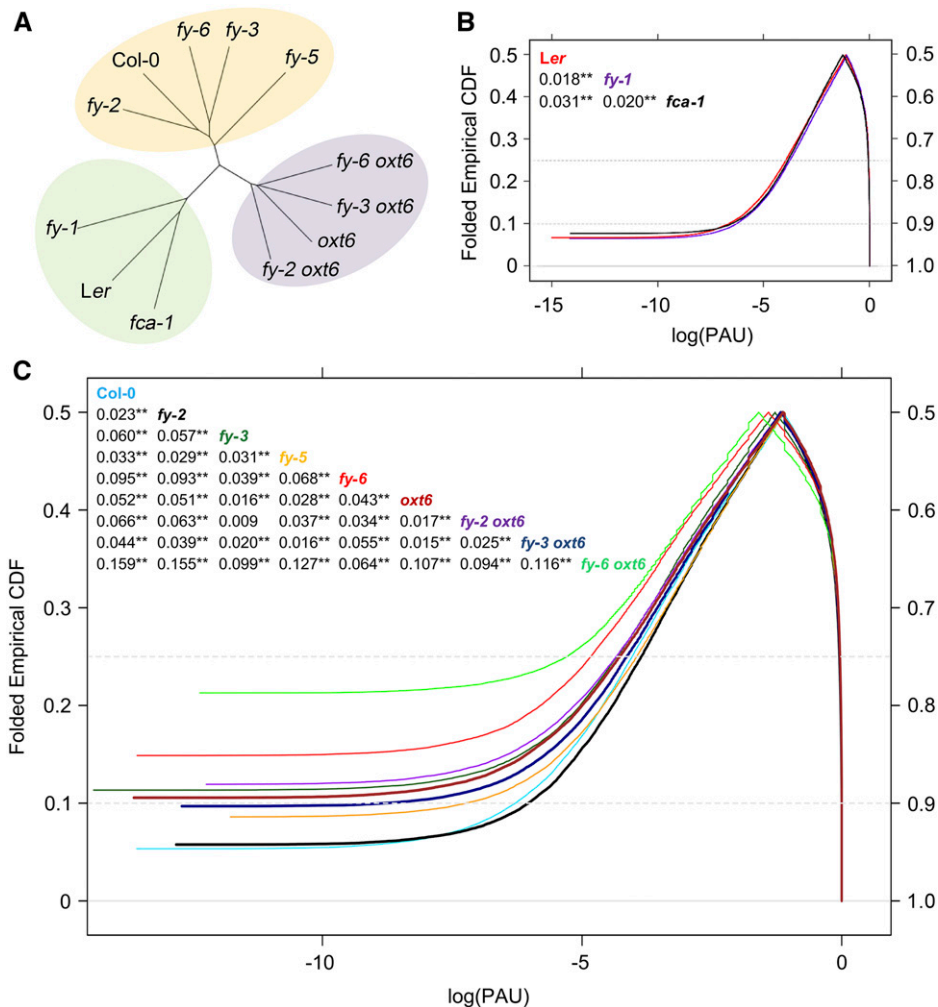 A
fy-6
fy-3
Col-0
fy-5
fy-2
fy-6 oxt6
fy-3 oxt6
oxt6
fy-2 oxt6
fy-1
Ler
fca-1
B
Folded Empirical CDF
0.5
0.4
0.3
0.2
0.1
0
Ler
0.018** fy-1
0.031** 0.020** fca-1
0.5
0.6
0.7
0.8
0.9
1.0
-15 -10 -5 0
log(PAU)
C
Folded Empirical CDF
0.5
0.4
0.3
0.2
0.1
0
Col-0
0.023** fy-2
0.060** 0.057** fy-3
0.033** 0.029** 0.031** fy-5
0.095** 0.093** 0.039** 0.068** fy-6
0.052** 0.051** 0.016** 0.028** 0.043** oxt6
0.066** 0.063** 0.009 0.037** 0.034** 0.017** fy-2 oxt6
0.044** 0.039** 0.020** 0.016** 0.055** 0.015** 0.025** fy-3 oxt6
0.159** 0.155** 0.099** 0.127** 0.064** 0.107** 0.094** 0.116** fy-6 oxt6
0.5
0.6
0.7
0.8
0.9
1.0
-10 -5 0
log(PAU)